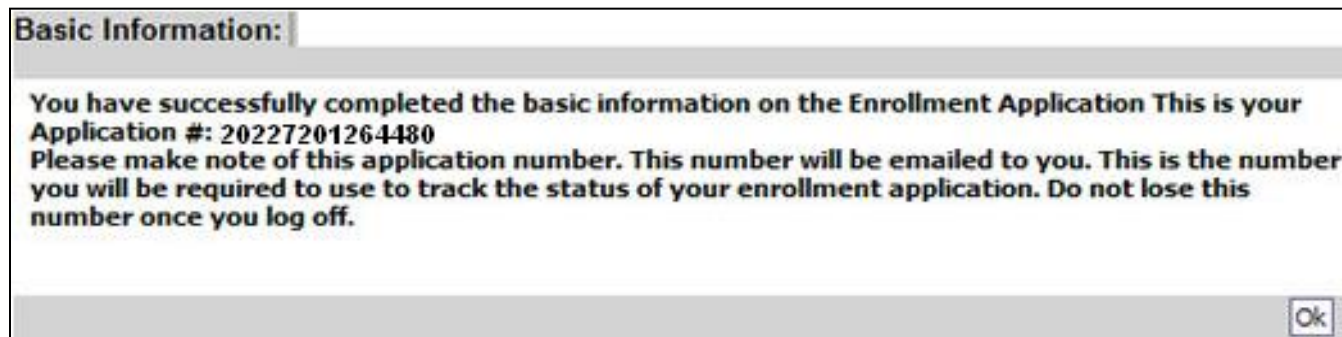 Basic Information:
You have successfully completed the basic information on the Enrollment Application This is your
Application #: 20227201264480
Please make note of this application number. This number will be emailed to you. This is the number
you will be required to use to track the status of your enrollment application. Do not lose this
number once you log off.
Ok